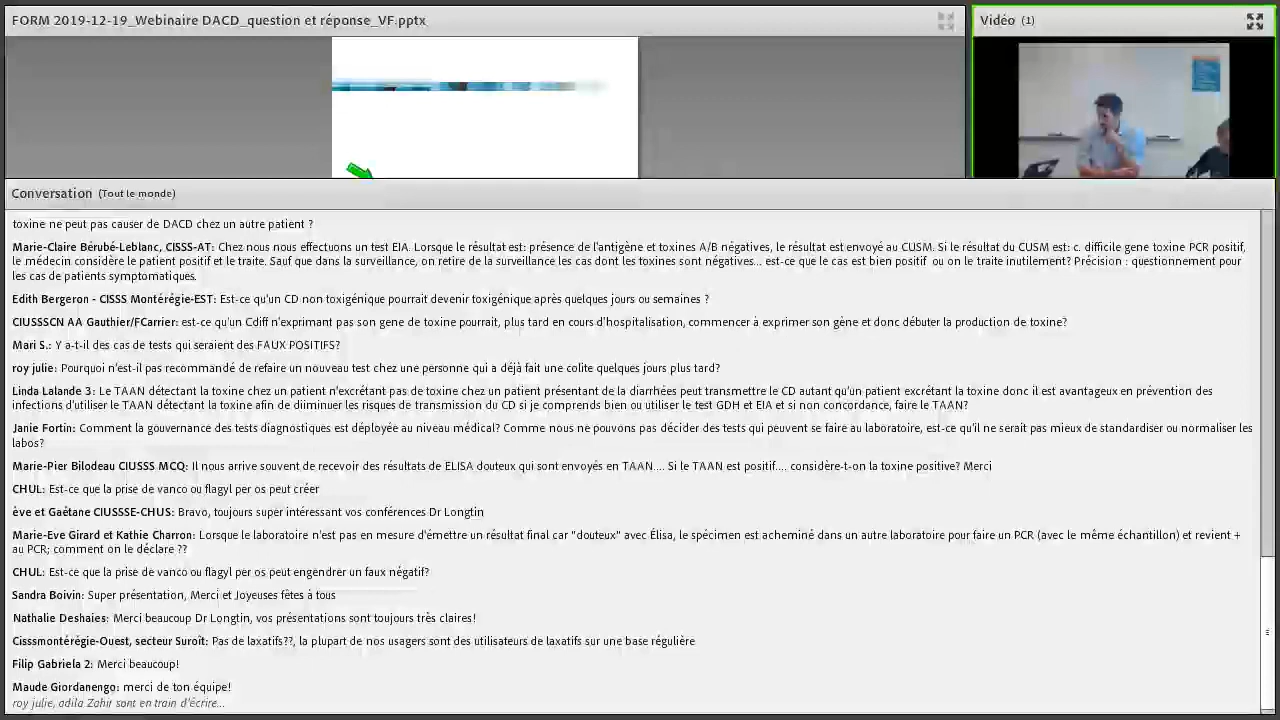 FORM 2019-12-19_Webinaire DACD_question et réponse_VF.pptx
Vidéo (1)
Conversation (Tout le monde)
toxine ne peut pas causer de DACD chez un autre patient ?
Marie-Claire Bérubé-Leblanc, CISSS-AT: Chez nous nous effectuons un test EIA. Lorsque le résultat est: présence de l'antigène et toxines A/B négatives, le résultat est envoyé au CUSM. Si le résultat du CUSM est: c. difficile gene toxine PCR positif,
le médecin considère le patient positif et le traite. Sauf que dans la surveillance, on retire de la surveillance les cas dont les toxines sont négatives... est-ce que le cas est bien positif ou on le traite inutilement? Précision : questionnement pour
les cas de patients symptomatiques.
Edith Bergeron - CISSS Montérégie-EST: Est-ce qu'un CD non toxigénique pourrait devenir toxigénique après quelques jours ou semaines ?
CIUSSSCN AA Gauthier/FCarrier: est-ce qu'un Cdiff n'exprimant pas son gene de toxine pourrait, plus tard en cours d'hospitalisation, commencer à exprimer son gène et donc débuter la production de toxine?
Mari S.: Y a-t-il des cas de tests qui seraient des FAUX POSITIFS?
roy julie: Pourquoi n'est-il pas recommandé de refaire un nouveau test chez une personne qui a déjà fait une colite quelques jours plus tard?
Linda Lalande 3: Le TAAN détectant la toxine chez un patient n'excrétant pas de toxine chez un patient présentant de la diarrhées peut transmettre le CD autant qu'un patient excrétant la toxine donc il est avantageux en prévention des
infections d'utiliser le TAAN détectant la toxine afin de diiminuer les risques de transmission du CD si je comprends bien ou utiliser le test GDH et EIA et si non concordance, faire le TAAN?
Janie Fortin: Comment la gouvernance des tests diagnostiques est déployée au niveau médical? Comme nous ne pouvons pas décider des tests qui peuvent se faire au laboratoire, est-ce qu'il ne serait pas mieux de standardiser ou normaliser les
labos?
Marie-Pier Bilodeau CIUSSS MCQ: Il nous arrive souvent de recevoir des résultats de ELISA douteux qui sont envoyés en TAAN.... Si le TAAN est positif.... considère-t-on la toxine positive? Merci
CHUL: Est-ce que la prise de vanco ou flagyl per os peut créer
ève et Gaétane CIUSSSE-CHUS: Bravo, toujours super intéressant vos conférences Dr Longtin
Marie-Eve Girard et Kathie Charron: Lorsque le laboratoire n'est pas en mesure d'émettre un résultat final car "douteux" avec Élisa, le spécimen est acheminé dans un autre laboratoire pour faire un PCR (avec le même échantillon) et revient +
au PCR; comment on le déclare ??
CHUL: Est-ce que la prise de vanco ou flagyl per os peut engendrer un faux négatif?
Sandra Boivin: Super présentation, Merci et Joyeuses fêtes à tous
Nathalie Deshaies: Merci beaucoup Dr Longtin, vos présentations sont toujours très claires!
Cisssmontérégie-Ouest, secteur Suroît: Pas de laxatifs??, la plupart de nos usagers sont des utilisateurs de laxatifs sur une base régulière
Filip Gabriela 2: Merci beaucoup!
Maude Giordanengo: merci de ton équipe!
roy julie, adila Zahir sont en train d'écrire...